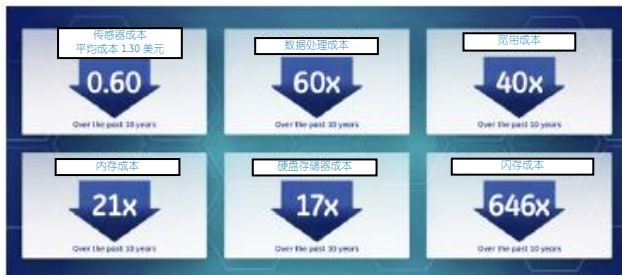 传感器成本
平均成本 1.30 美元
0.60
Over the past 10 years
数据处理成本
60x
Over the past 10 years
宽带成本
40x
Over the past 10 years
内存成本
21x
Over the past 10 years
硬盘存储器成本
17x
Over the past 10 years
闪存成本
646x
Over the past 10 years